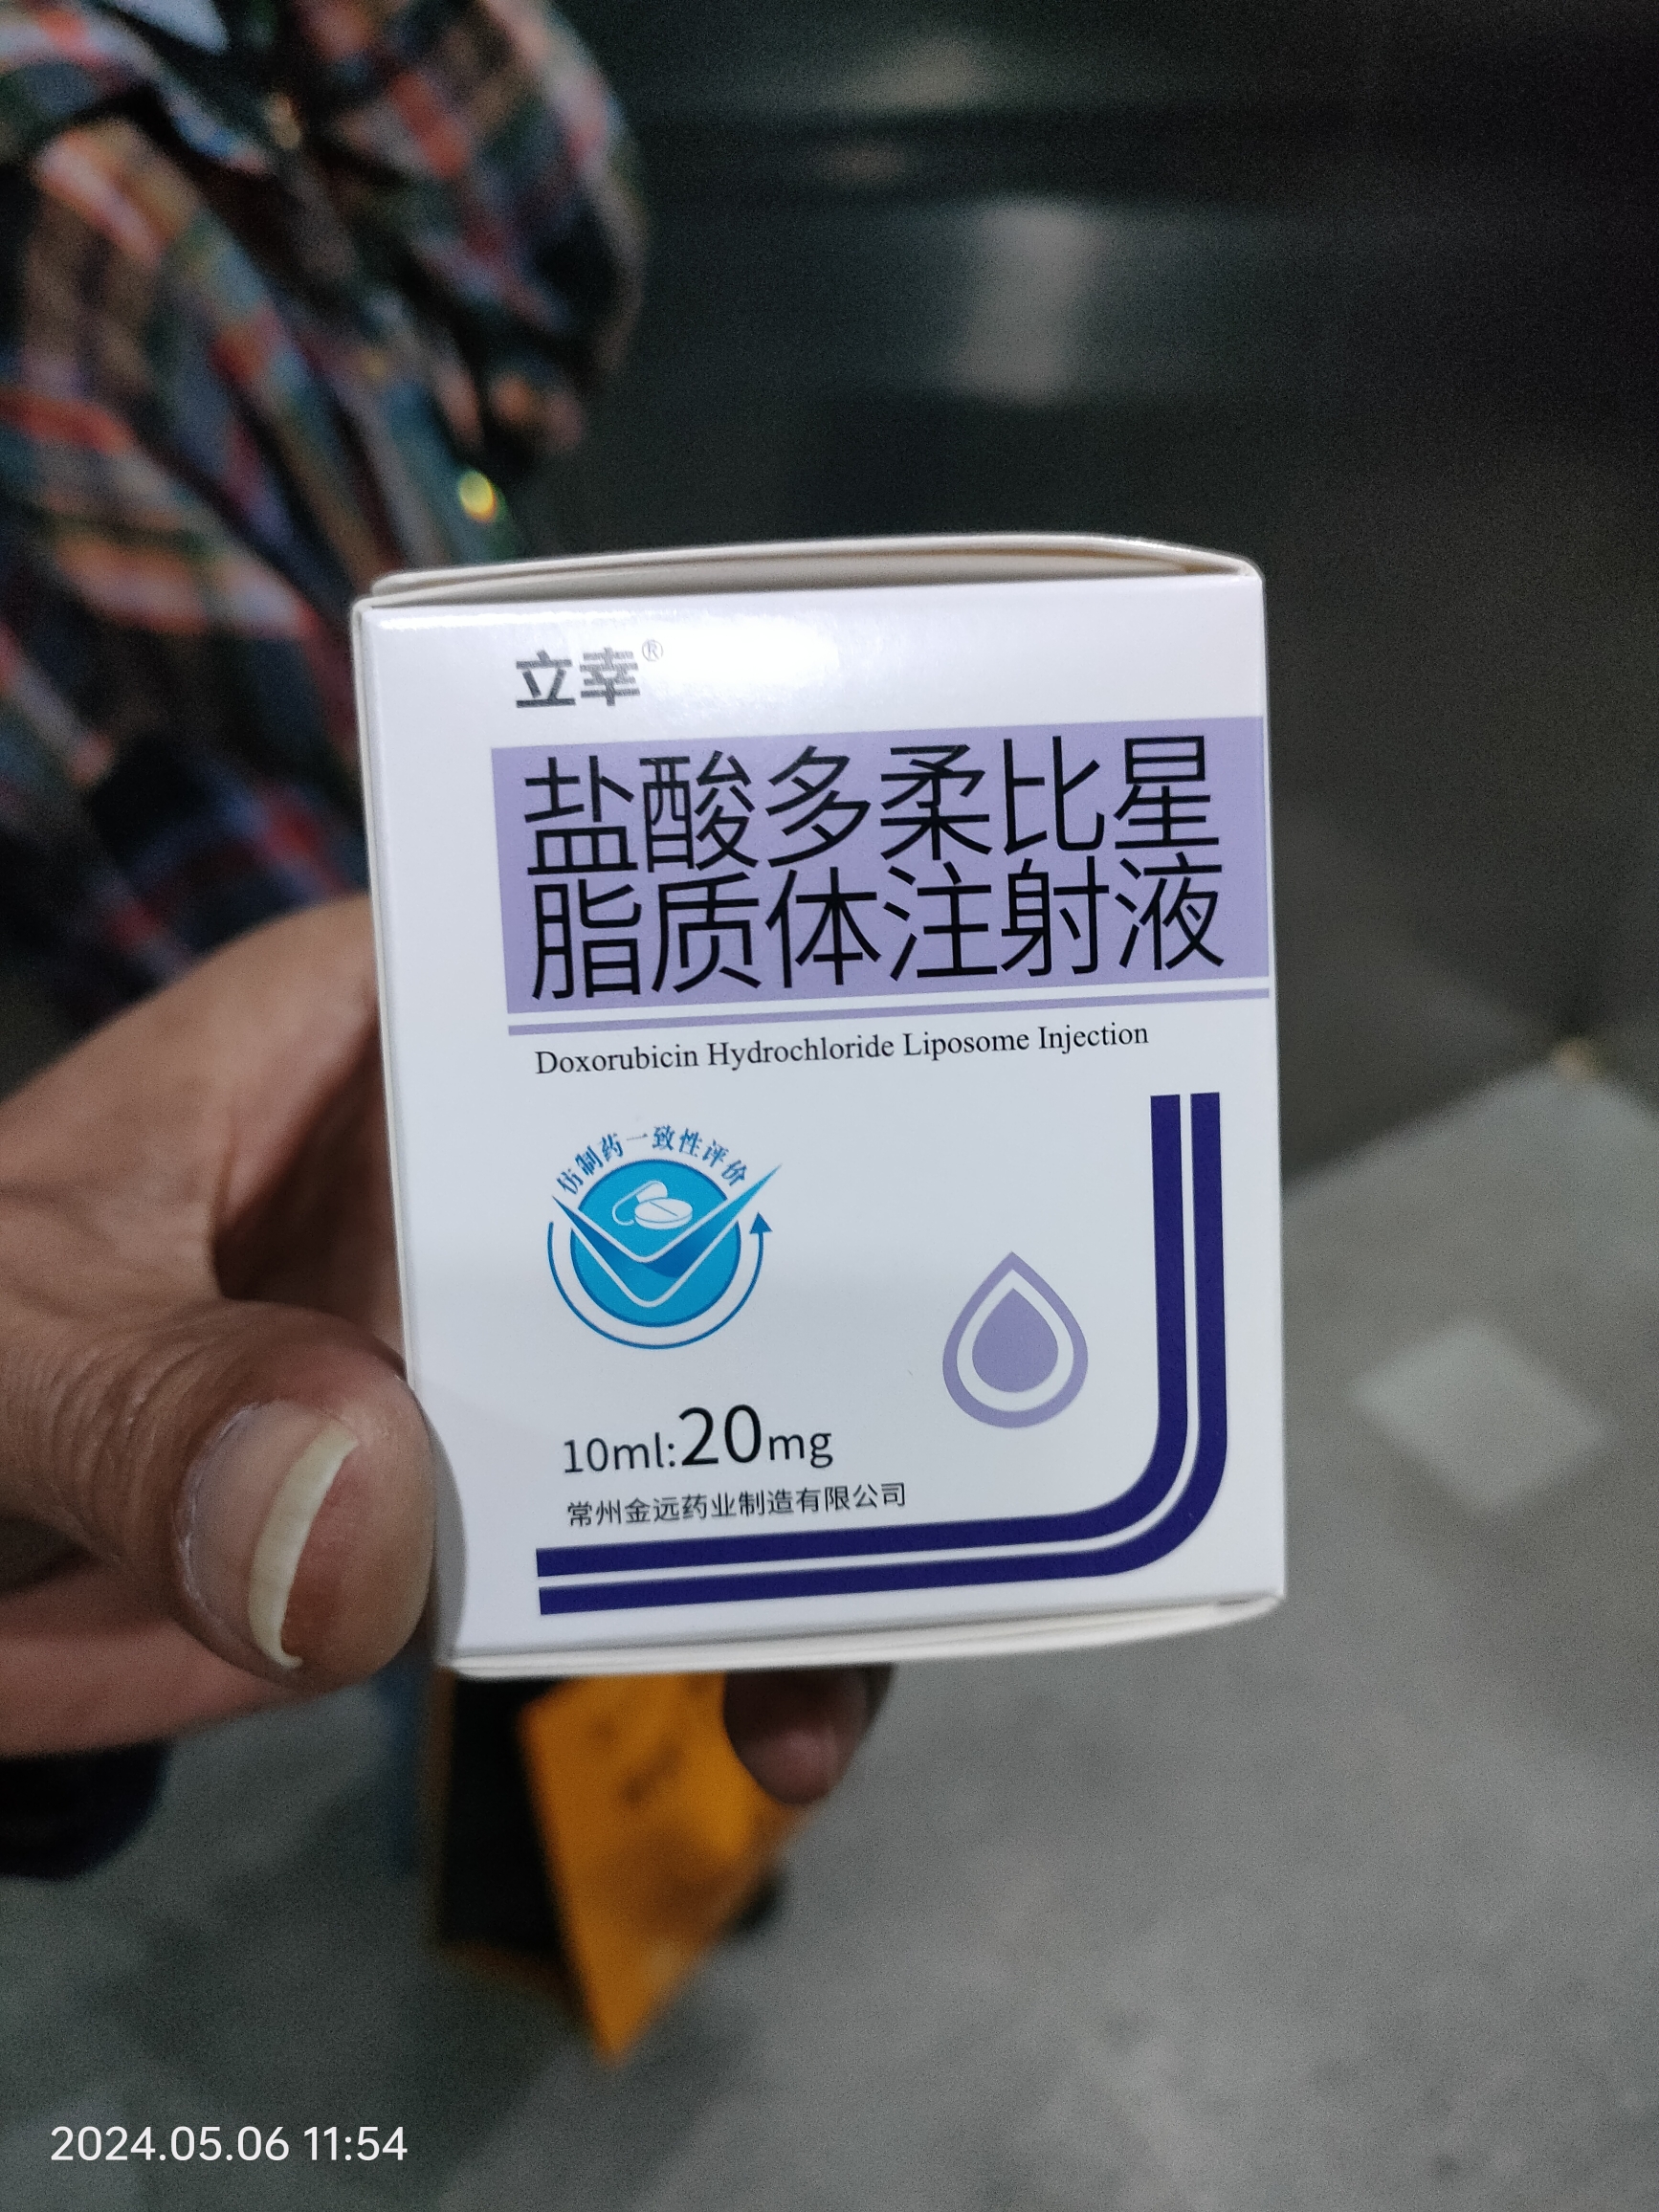 立幸®
盐酸多柔比星
脂质体注射液
Doxorubicin Hydrochloride Liposome Injection
仿制药一致性评价
10ml:20mg
常州金远药业制造有限公司
2024.05.06 11:54